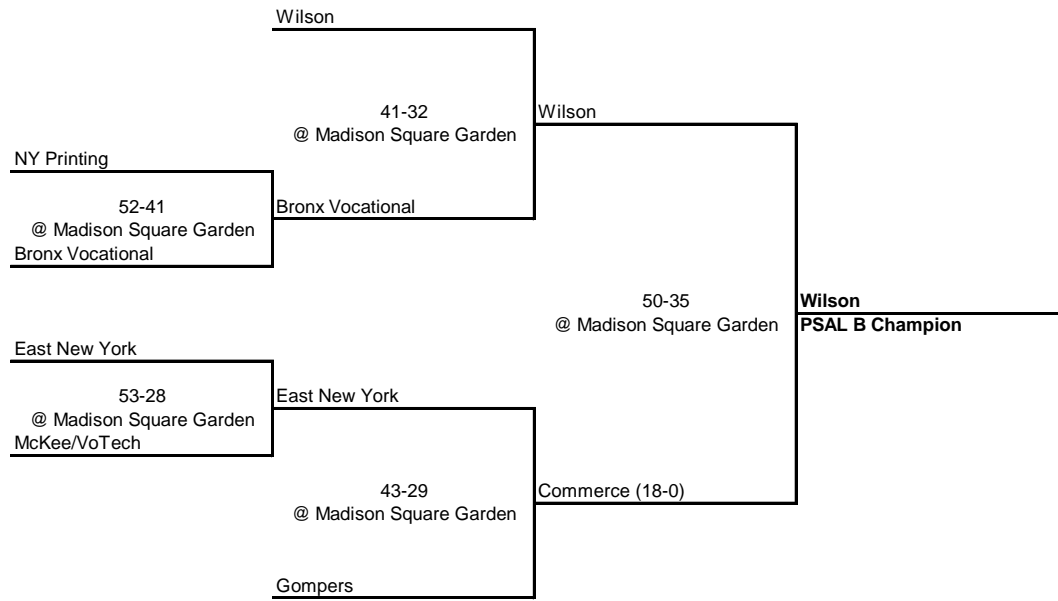 Wilson
41-32
@ Madison Square Garden
Wilson
NY Printing
52-41
@ Madison Square Garden
Bronx Vocational
Bronx Vocational
50-35
@ Madison Square Garden
Wilson
PSAL B Champion
East New York
53-28
@ Madison Square Garden
McKee/VoTech
East New York
43-29
@ Madison Square Garden
Commerce (18-0)
Gompers